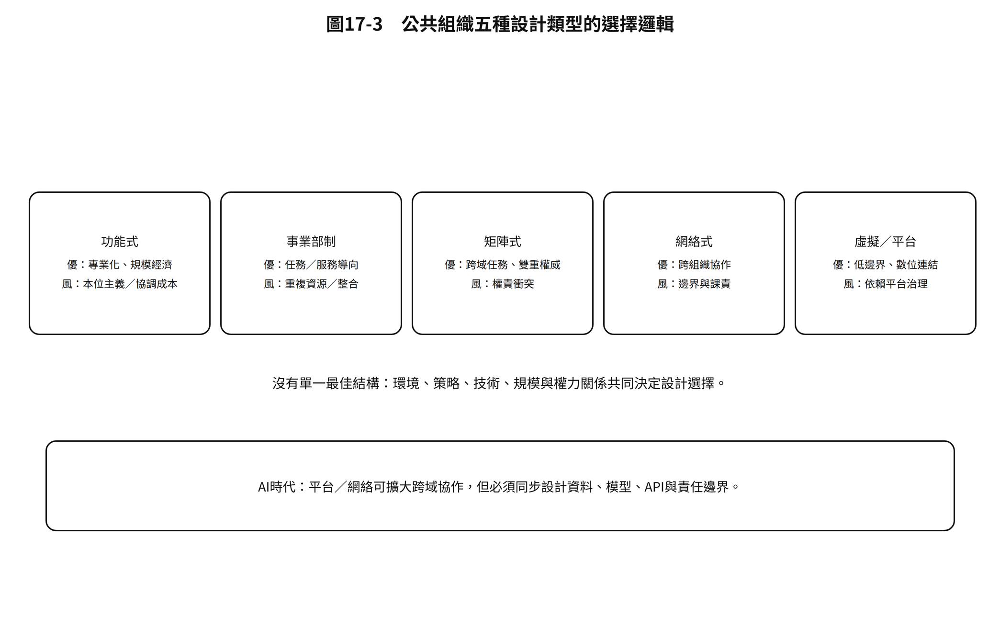 圖17-3　公共組織五種設計類型的選擇邏輯
功能式
優：專業化、規模經濟
風：本位主義／協調成本
事業部制
優：任務／服務導向
風：重複資源／整合
矩陣式
優：跨域任務、雙重權威
風：權責衝突
網絡式
優：跨組織協作
風：邊界與課責
虛擬／平台
優：低邊界、數位連結
風：依賴平台治理
沒有單一最佳結構：環境、策略、技術、規模與權力關係共同決定設計選擇。
AI時代：平台／網絡可擴大跨域協作，但必須同步設計資料、模型、API與責任邊界。